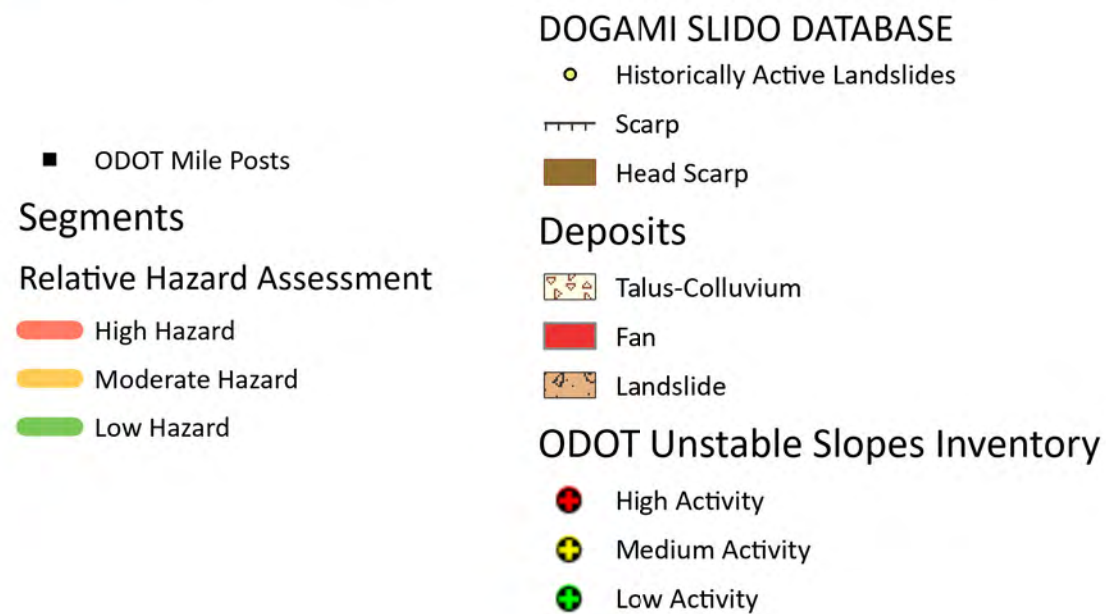 ODOT Mile Posts
Segments
Relative Hazard Assessment
High Hazard
Moderate Hazard
Low Hazard
DOGAMI SLIDO DATABASE
Historically Active Landslides
Scarp
Head Scarp
Deposits
Talus-Colluvium
Fan
Landslide
ODOT Unstable Slopes Inventory
High Activity
Medium Activity
Low Activity